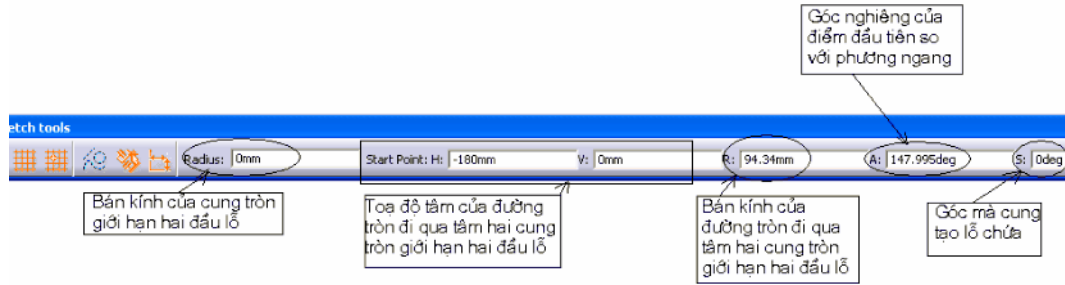 Góc nghiêng của
điểm đầu tiên so
với phương ngang
etch tools
Radius: 0mm Start Point: H: -180mm V: 0mm R: 94.34mm A: 147.995deg S: 0deg
Bán kính của cung tròn
giới hạn hai đầu lỗ
Toạ độ tâm của đường
tròn đi qua tâm hai cung
tròn giới hạn hai đầu lỗ
Bán kính của
đường tròn đi qua
tâm hai cung tròn
giới hạn hai đầu lỗ
Góc mà cung
tạo lỗ chứa